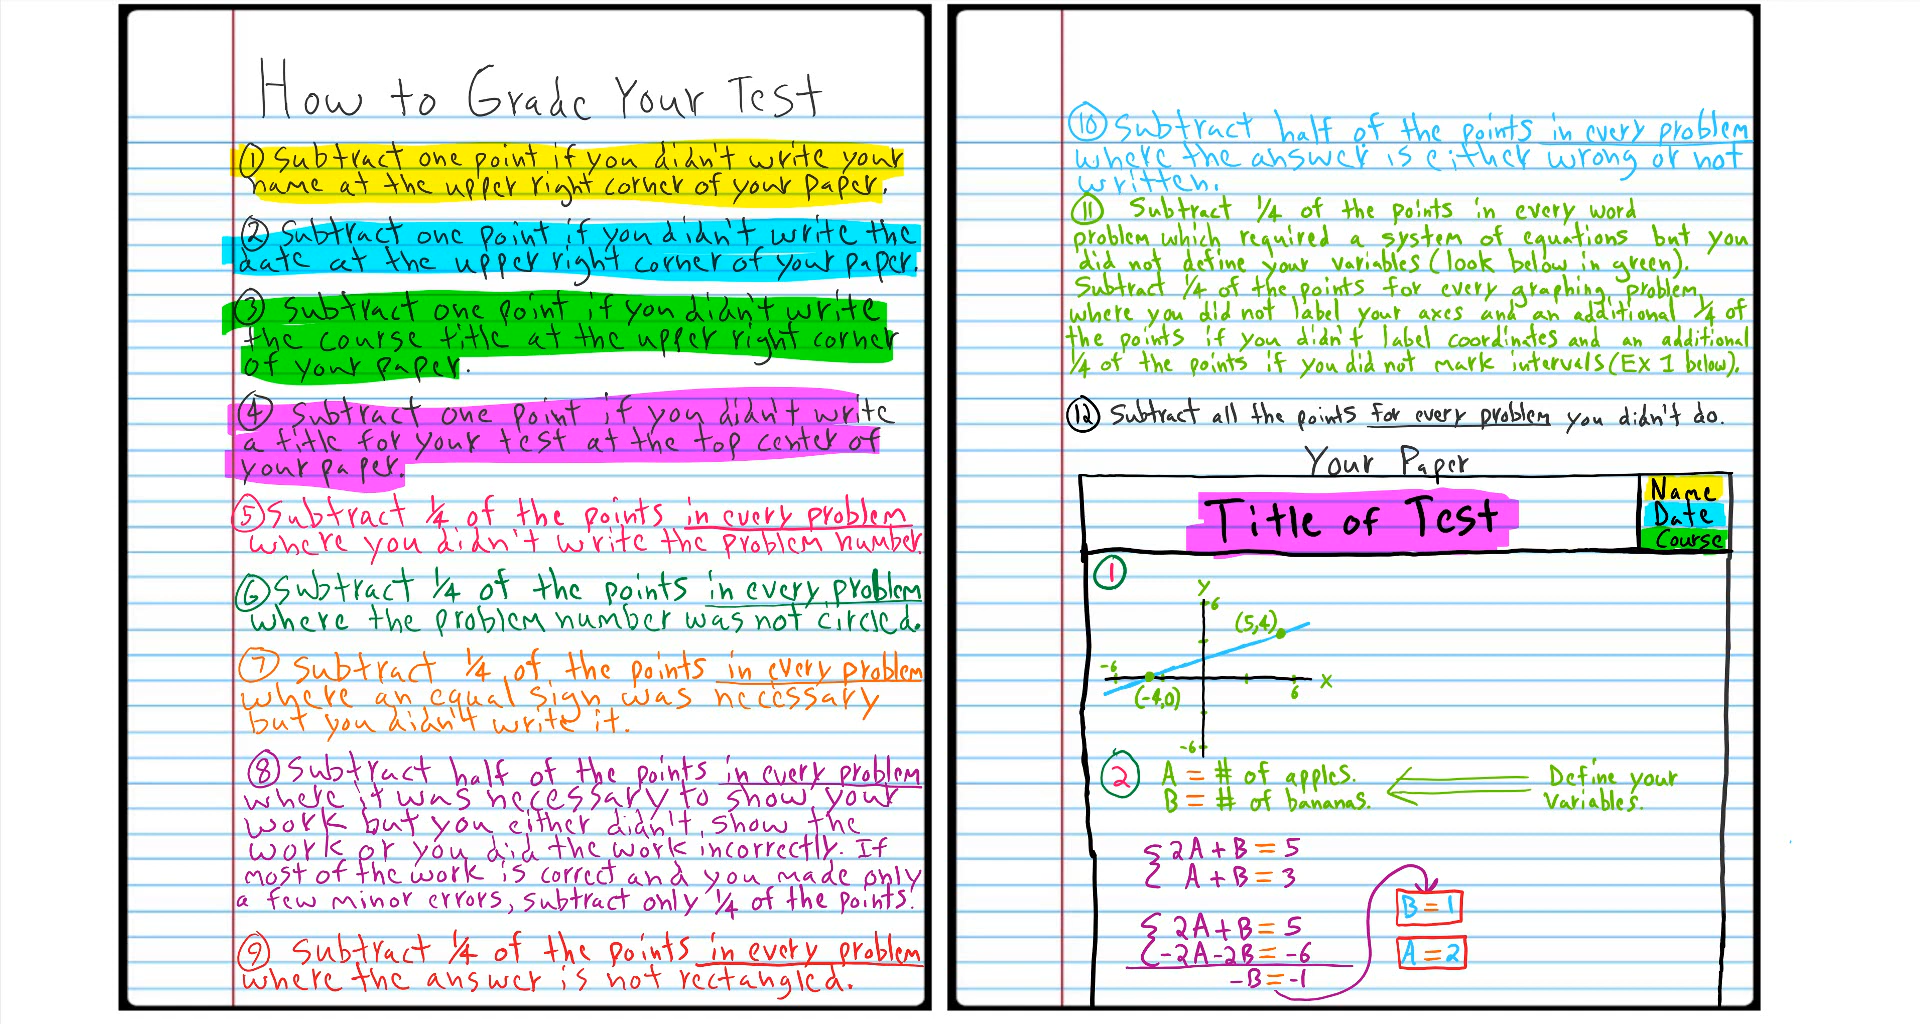 How to Grade Your Test
① Subtract one point if you didn't write your
name at the upper right corner of your paper.
② Subtract one point if you didn't write the
date at the upper right corner of your paper.
③ Subtract one point if you didn't write
the course title at the upper right corner
of your paper.
④ Subtract one point if you didn't write
a title for your test at the top center of
your paper.
⑤ Subtract 1/4 of the points in every problem
where you didn't write the problem number.
⑥ Subtract 1/4 of the points in every problem
where the problem number was not circled.
⑦ Subtract 1/4 of the points in every problem
where an equal sign was necessary
but you didn't write it.
⑧ Subtract half of the points in every problem
where it was necessary to show your
work but you either didn't show the
work or you did the work incorrectly. If
most of the work is correct and you made only
a few minor errors, subtract only 1/4 of the points.
⑨ Subtract 1/4 of the points in every problem
where the answer is not rectangled.
⑩ Subtract half of the points in every problem
where the answer is either wrong or not
written.
⑪ Subtract 1/4 of the points in every word
problem which required a system of equations but you
did not define your variables (look below in green).
Subtract 1/4 of the points for every graphing problem
where you did not label your axes and an additional 1/4 of
the points if you didn't label coordinates and an additional
1/4 of the points if you did not mark intervals (Ex 1 below).
⑫ Subtract all the points for every problem you didn't do.
Your Paper
Title of Test
Name
Date
Course
①
y
6
(5,4)
-6
6
x
(-4,0)
-6
② A = # of apples.
B = # of bananas.
Define your
variables.
{ 2A + B = 5
A + B = 3
{ 2A + B = 5
-2A - 2B = -6
-B = -1
B = 1
A = 2